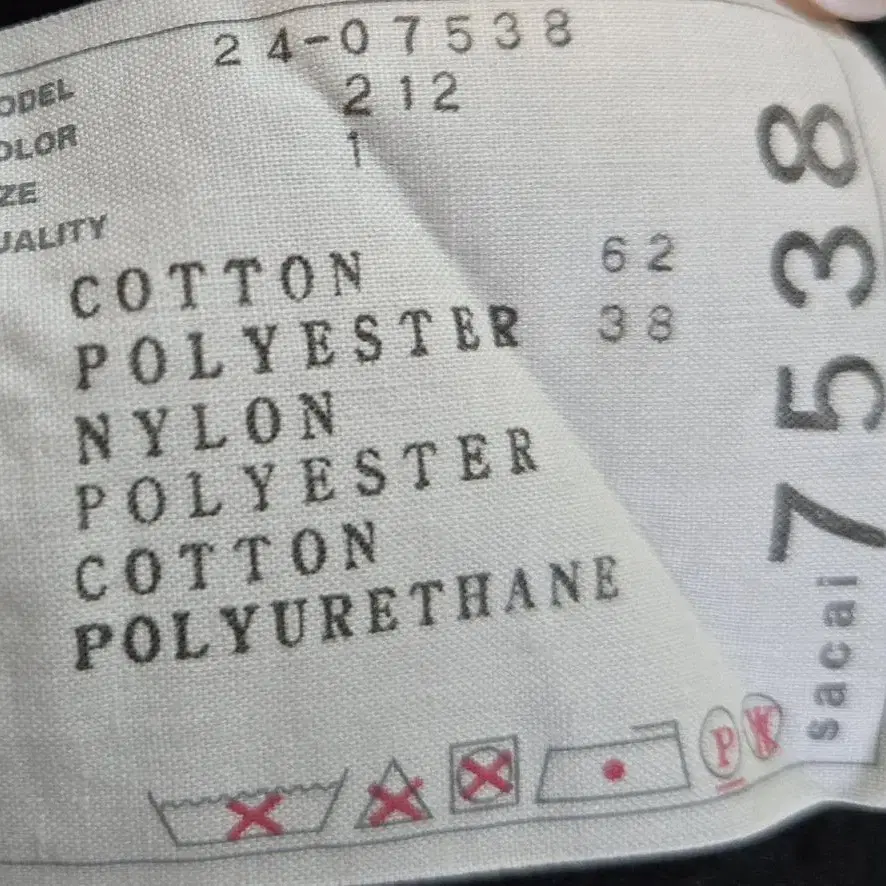 24-07538
ODEL 212
OLOR 1
ZE
UALITY
COTTON 62
POLYESTER 38
NYLON
POLYESTER
COTTON
POLYURETHANE
P W
sacai 7538